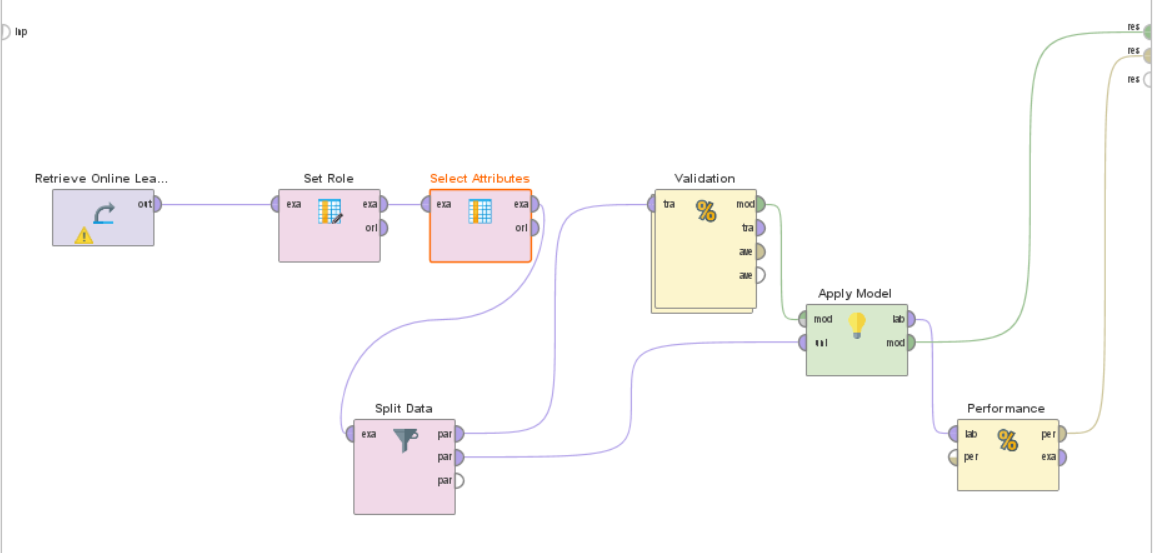 inp
res
res
res
Retrieve Online Lea...
out
Set Role
exa
exa
ori
Select Attributes
exa
exa
ori
Validation
tra
mod
tra
ave
ave
Apply Model
mod
lab
unl
mod
Split Data
exa
par
par
par
Performance
lab
per
per
exa